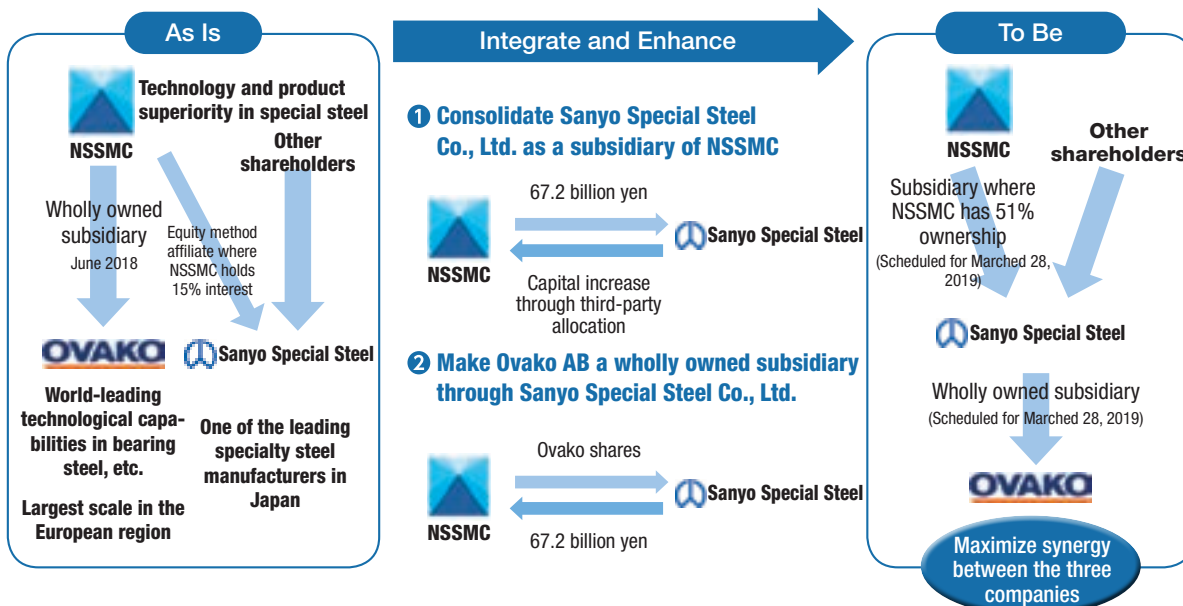 As Is
Technology and product
superiority in special steel
NSSMC
Other
shareholders
Wholly owned
subsidiary
June 2018
Equity method
affiliate where
NSSMC holds
15% interest
OVAKO
Sanyo Special Steel
World-leading
technological capa-
bilities in bearing
steel, etc.
Largest scale in the
European region
One of the leading
specialty steel
manufacturers in
Japan
Integrate and Enhance
1 Consolidate Sanyo Special Steel
Co., Ltd. as a subsidiary of NSSMC
67.2 billion yen
NSSMC
Sanyo Special Steel
Capital increase
through third-party
allocation
2 Make Ovako AB a wholly owned subsidiary
through Sanyo Special Steel Co., Ltd.
Ovako shares
NSSMC
Sanyo Special Steel
67.2 billion yen
To Be
NSSMC
Other
shareholders
Subsidiary where
NSSMC has 51%
ownership
(Scheduled for Marched 28,
2019)
Sanyo Special Steel
Wholly owned subsidiary
(Scheduled for Marched 28, 2019)
OVAKO
Maximize synergy
between the three
companies